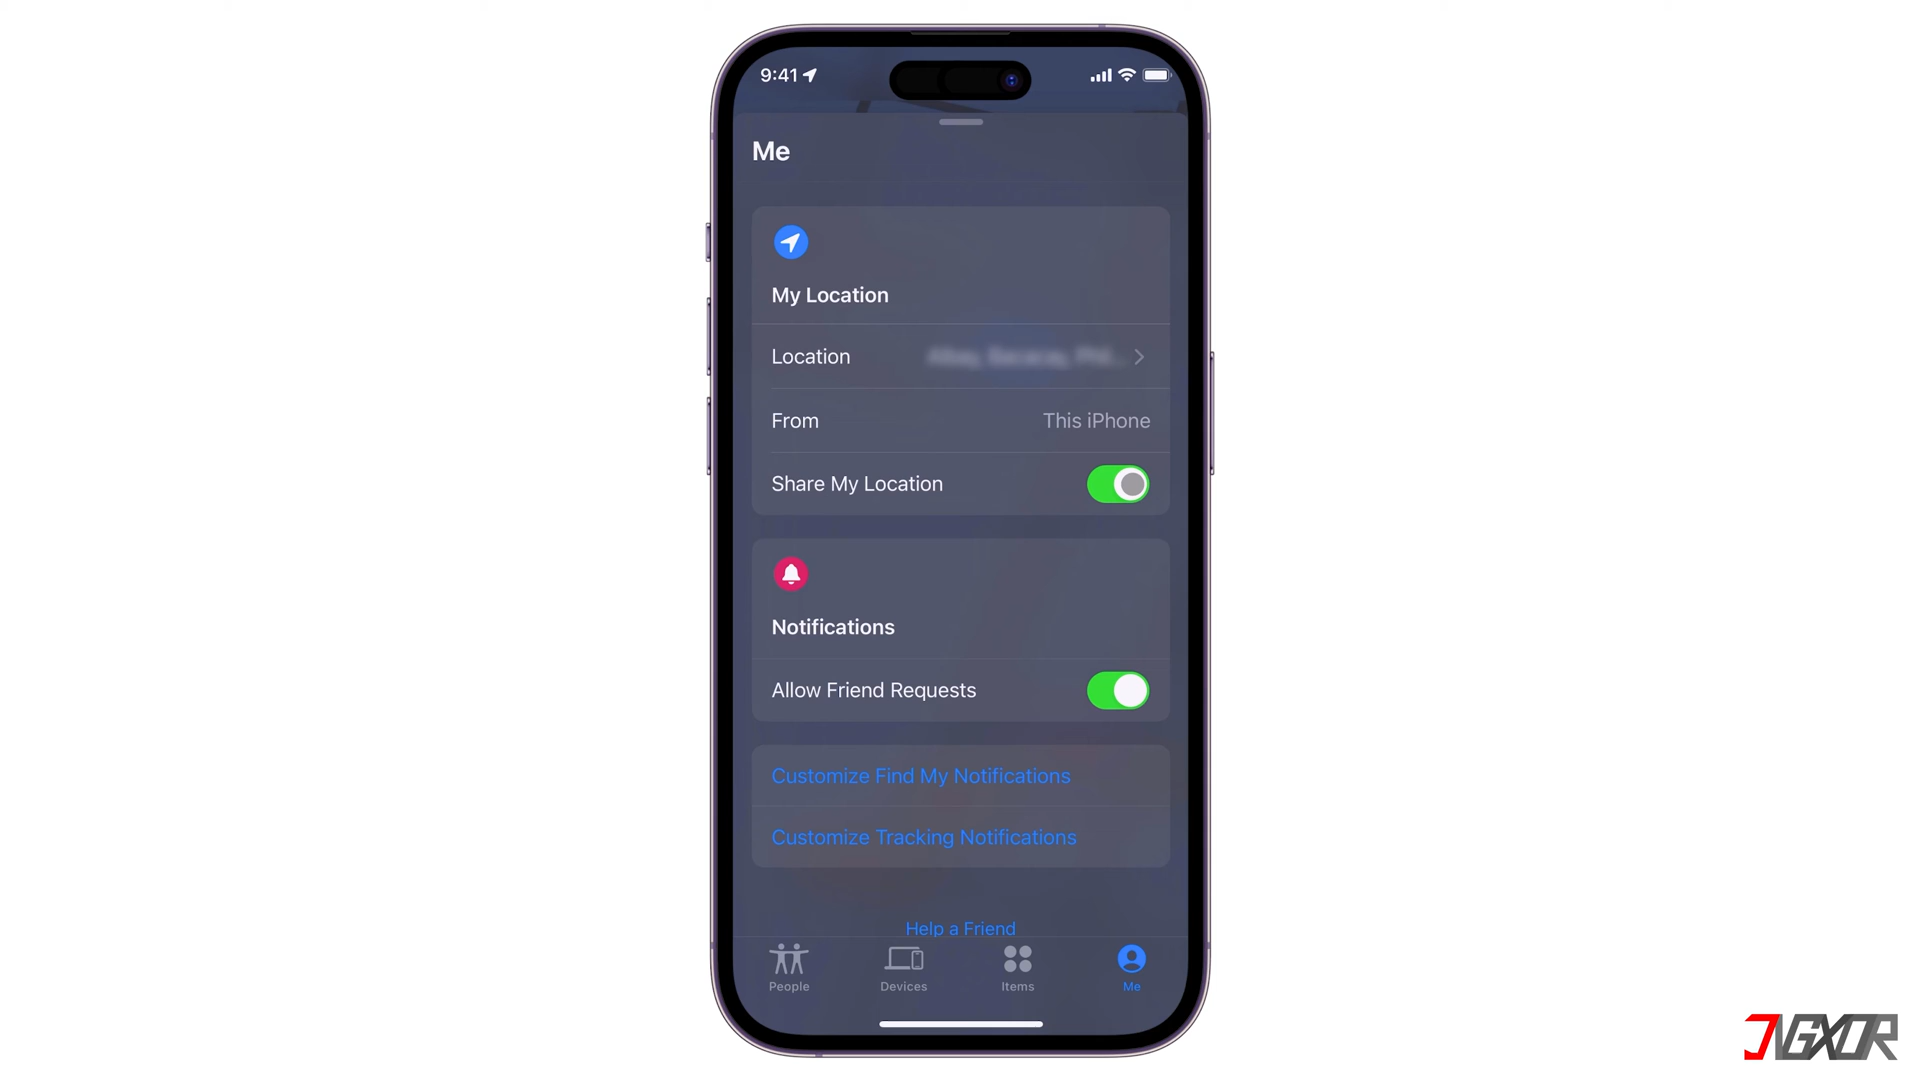 9:41
Me
My Location
Location
From This iPhone
Share My Location
Notifications
Allow Friend Requests
Customize Find My Notifications
Customize Tracking Notifications
Help a Friend
People Devices Items Me
JVGXOR